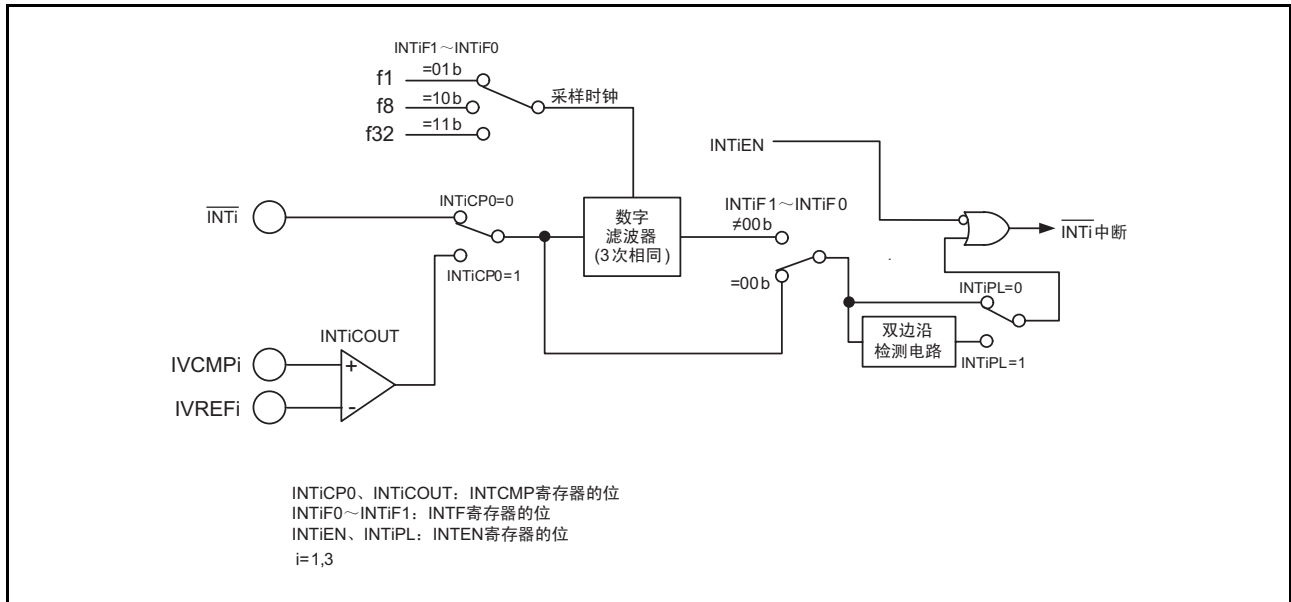 INTiF1～INTiF0
f1
=01b
f8
=10b
f32
=11b
采样时钟
INTiEN
INTi
INTiCP0=0
INTiCP0=1
数字
滤波器
(3次相同)
INTiF1～INTiF0
≠00b
=00b
INTi中断
INTiPL=0
双边沿
检测电路
INTiPL=1
INTiCOUT
IVCMPi
+
IVREFi
-
INTiCP0、INTiCOUT：INTCMP寄存器的位
INTiF0～INTiF1：INTF寄存器的位
INTiEN、INTiPL：INTEN寄存器的位
i=1,3